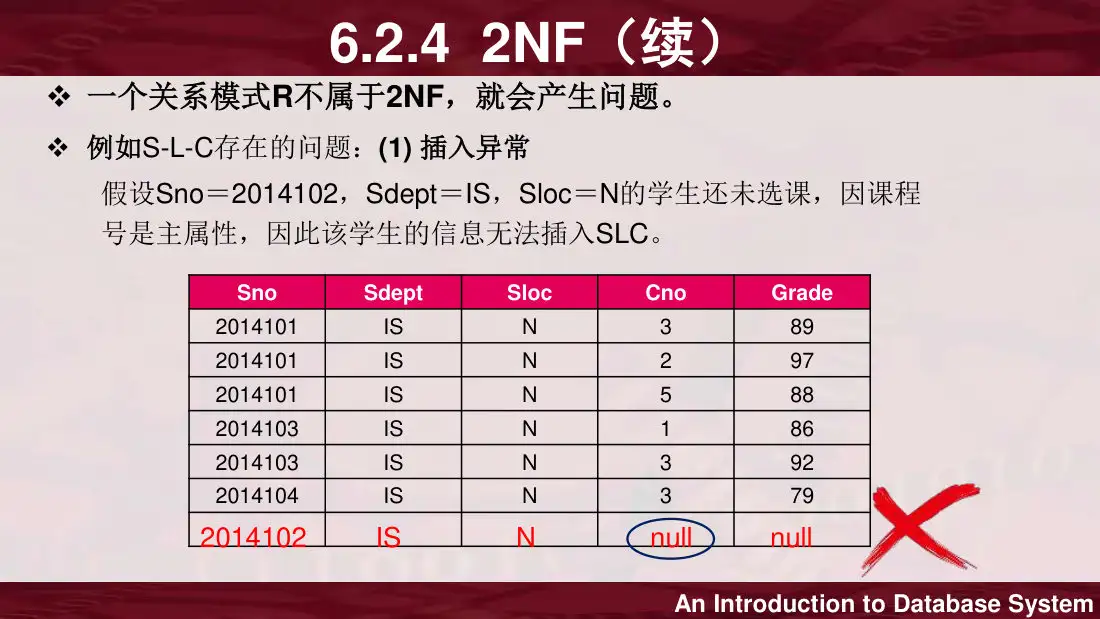 6.2.4 2NF（续）
❖ 一个关系模式R不属于2NF，就会产生问题。
❖ 例如S-L-C存在的问题：(1) 插入异常
假设Sno＝2014102，Sdept＝IS，Sloc＝N的学生还未选课，因课程
号是主属性，因此该学生的信息无法插入SLC。
Sno Sdept Sloc Cno Grade
2014101 IS N 3 89
2014101 IS N 2 97
2014101 IS N 5 88
2014103 IS N 1 86
2014103 IS N 3 92
2014104 IS N 3 79
2014102 IS N null null
An Introduction to Database System